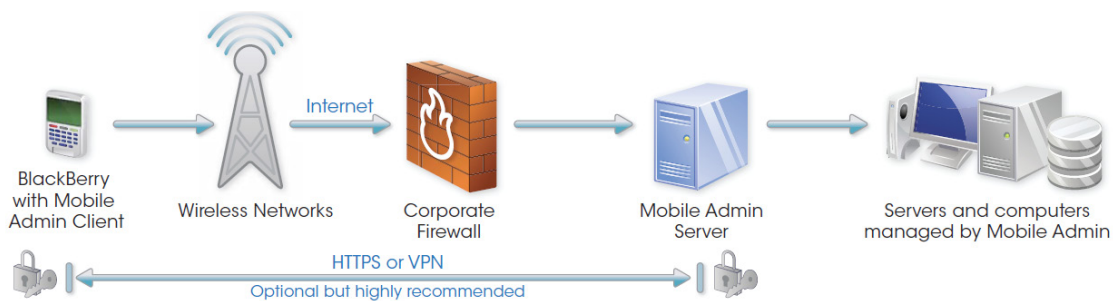 Internet
BlackBerry
with Mobile
Admin Client
Wireless Networks
Corporate
Firewall
Mobile Admin
Server
Servers and computers
managed by Mobile Admin
HTTPS or VPN
Optional but highly recommended